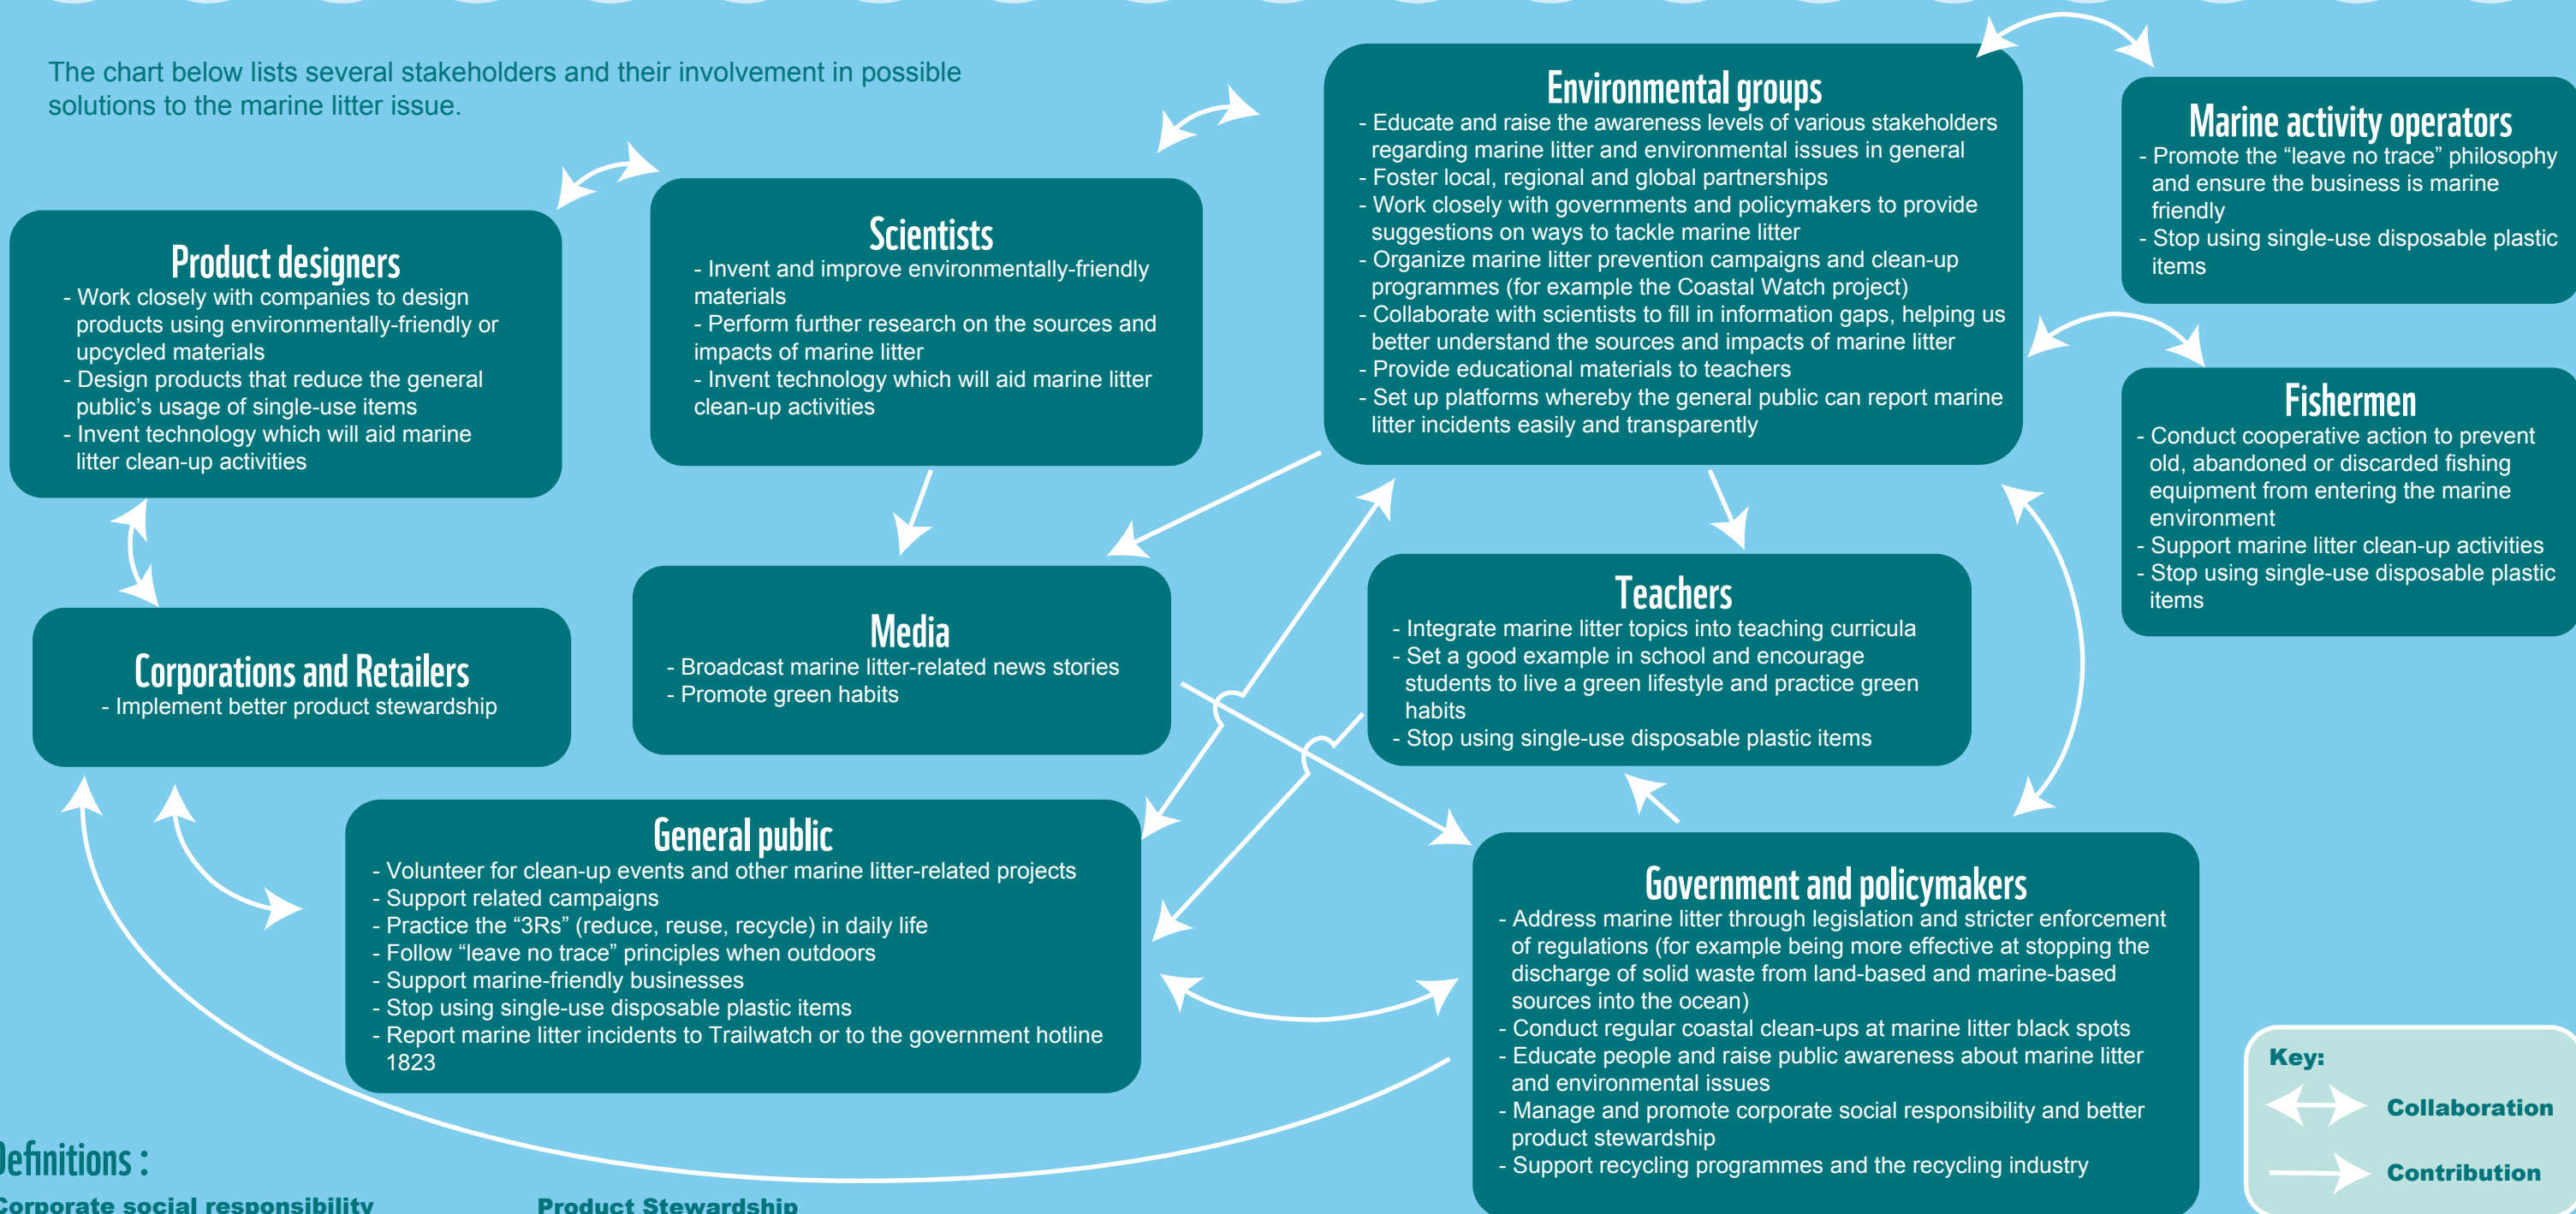 The chart below lists several stakeholders and their involvement in possible
solutions to the marine litter issue.
Product designers
- Work closely with companies to design
products using environmentally-friendly or
upcycled materials
- Design products that reduce the general
public's usage of single-use items
- Invent technology which will aid marine
litter clean-up activities
Scientists
- Invent and improve environmentally-friendly
materials
- Perform further research on the sources and
impacts of marine litter
- Invent technology which will aid marine litter
clean-up activities
Environmental groups
- Educate and raise the awareness levels of various stakeholders
regarding marine litter and environmental issues in general
- Foster local, regional and global partnerships
- Work closely with governments and policymakers to provide
suggestions on ways to tackle marine litter
- Organize marine litter prevention campaigns and clean-up
programmes (for example the Coastal Watch project)
- Collaborate with scientists to fill in information gaps, helping us
better understand the sources and impacts of marine litter
- Provide educational materials to teachers
- Set up platforms whereby the general public can report marine
litter incidents easily and transparently
Marine activity operators
- Promote the “leave no trace” philosophy
and ensure the business is marine
friendly
- Stop using single-use disposable plastic
items
Fishermen
- Conduct cooperative action to prevent
old, abandoned or discarded fishing
equipment from entering the marine
environment
- Support marine litter clean-up activities
- Stop using single-use disposable plastic
items
Corporations and Retailers
- Implement better product stewardship
Media
- Broadcast marine litter-related news stories
- Promote green habits
Teachers
- Integrate marine litter topics into teaching curricula
- Set a good example in school and encourage
students to live a green lifestyle and practice green
habits
- Stop using single-use disposable plastic items
General public
- Volunteer for clean-up events and other marine litter-related projects
- Support related campaigns
- Practice the “3Rs” (reduce, reuse, recycle) in daily life
- Follow “leave no trace” principles when outdoors
- Support marine-friendly businesses
- Stop using single-use disposable plastic items
- Report marine litter incidents to Trailwatch or to the government hotline
1823
Government and policymakers
- Address marine litter through legislation and stricter enforcement
of regulations (for example being more effective at stopping the
discharge of solid waste from land-based and marine-based
sources into the ocean)
- Conduct regular coastal clean-ups at marine litter black spots
- Educate people and raise public awareness about marine litter
and environmental issues
- Manage and promote corporate social responsibility and better
product stewardship
- Support recycling programmes and the recycling industry
Key:
Collaboration
Contribution
Definitions :
Corporate social responsibility
Product Stewardship